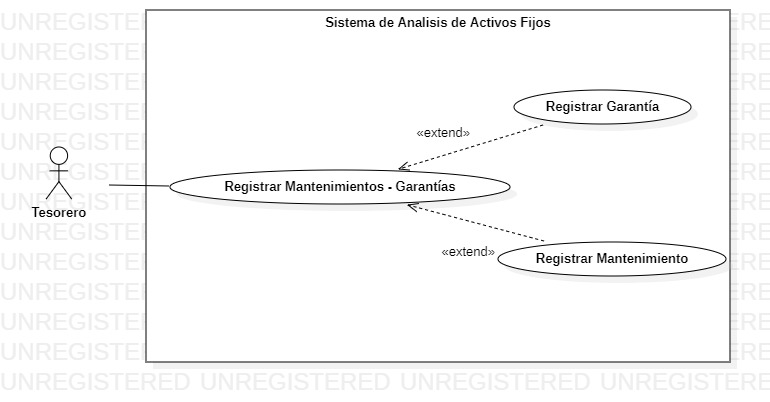 Sistema de Analisis de Activos Fijos
Registrar Garantía
«extend»
Registrar Mantenimientos - Garantías
Tesorero
«extend»
Registrar Mantenimiento
UNREGISTERED UNREGISTERED UNREGISTERED UNREGISTERED